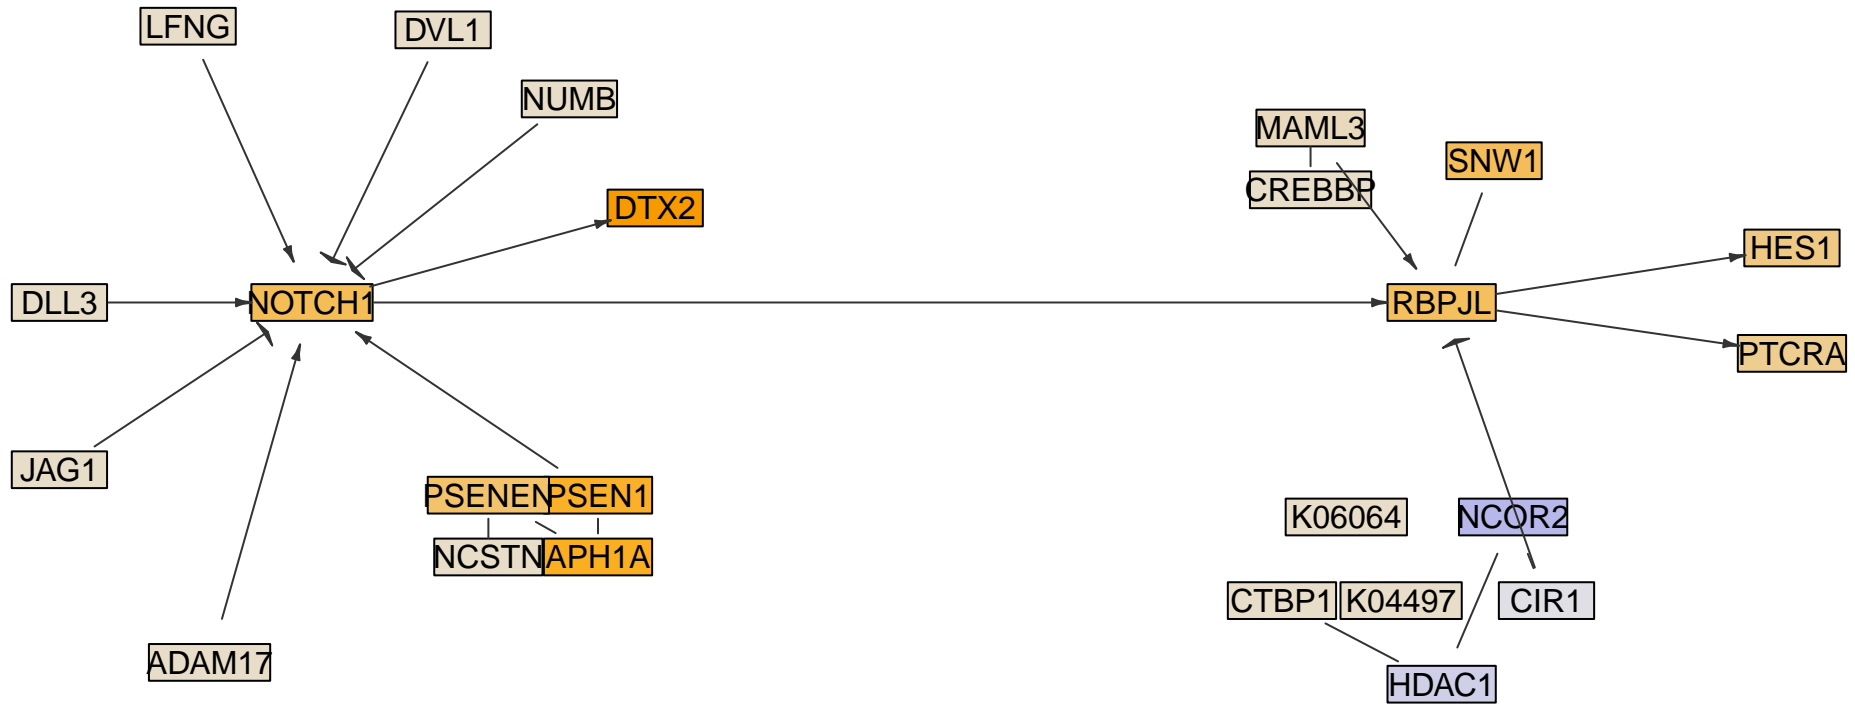 LFNG
DVL1
NUMB
MAML3
SNW1
CREBBP
DTX2
HES1
DLL3
NOTCH1
RBPJL
PTCRA
JAG1
PSENEN
PSEN1
K06064
NCOR2
NCSTN
APH1A
CTBP1
K04497
CIR1
ADAM17
HDAC1